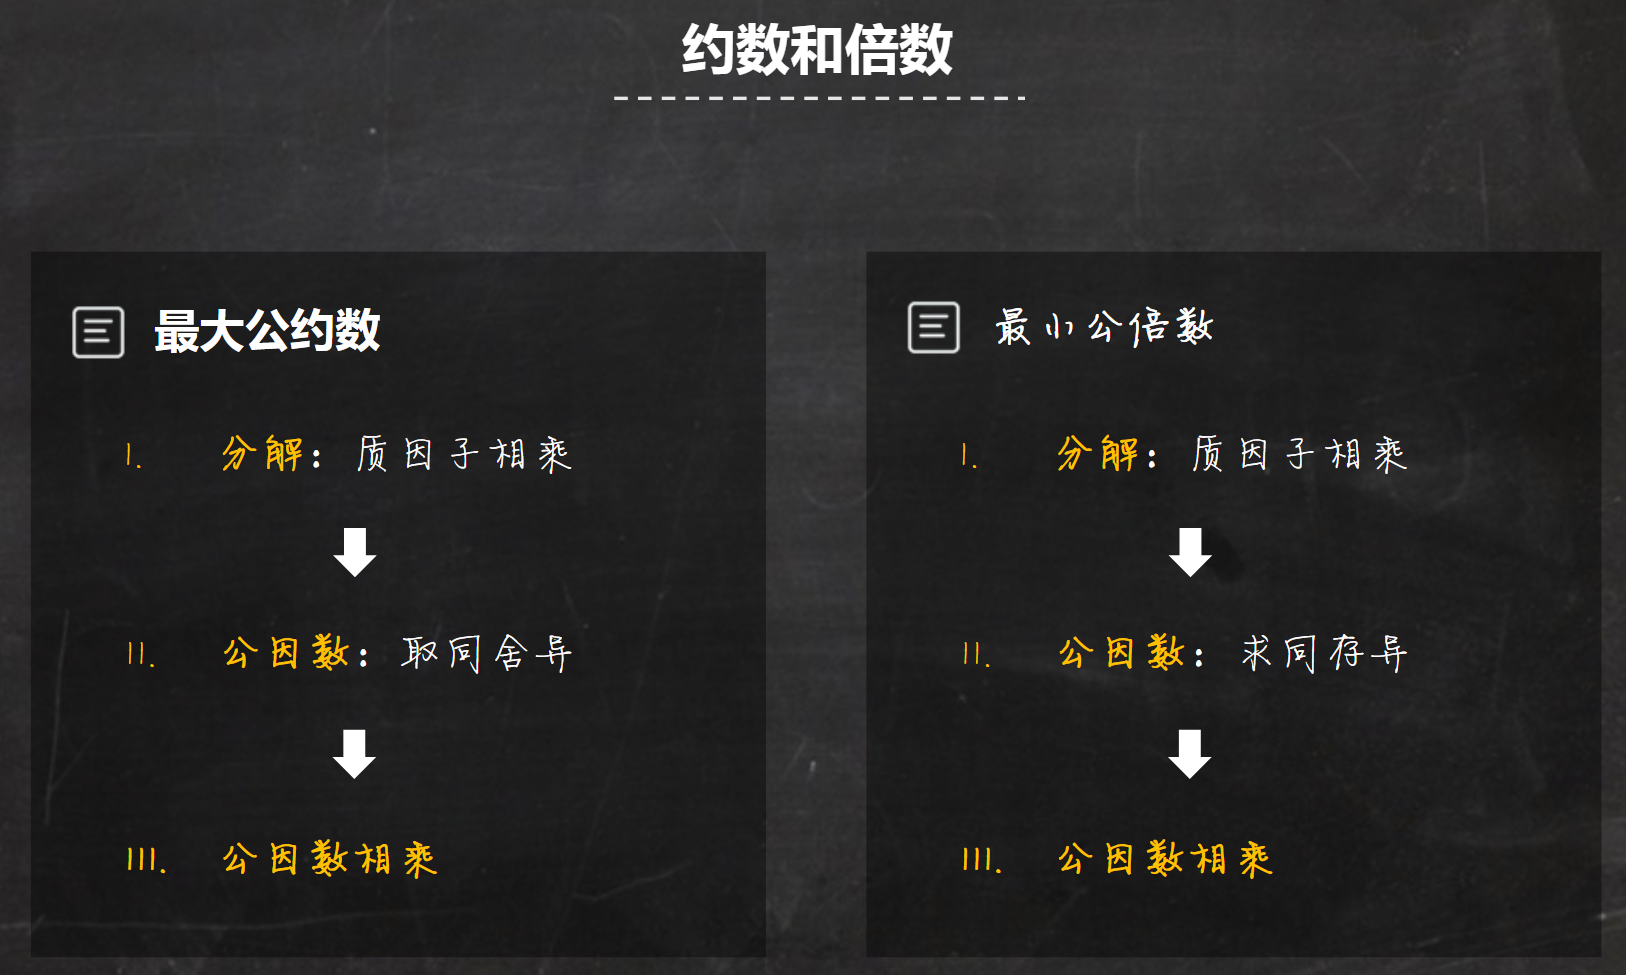 约数和倍数
最大公约数
I. 分解：质因子相乘
II. 公因数：取同舍异
III. 公因数相乘
最小公倍数
I. 分解：质因子相乘
II. 公因数：求同存异
III. 公因数相乘